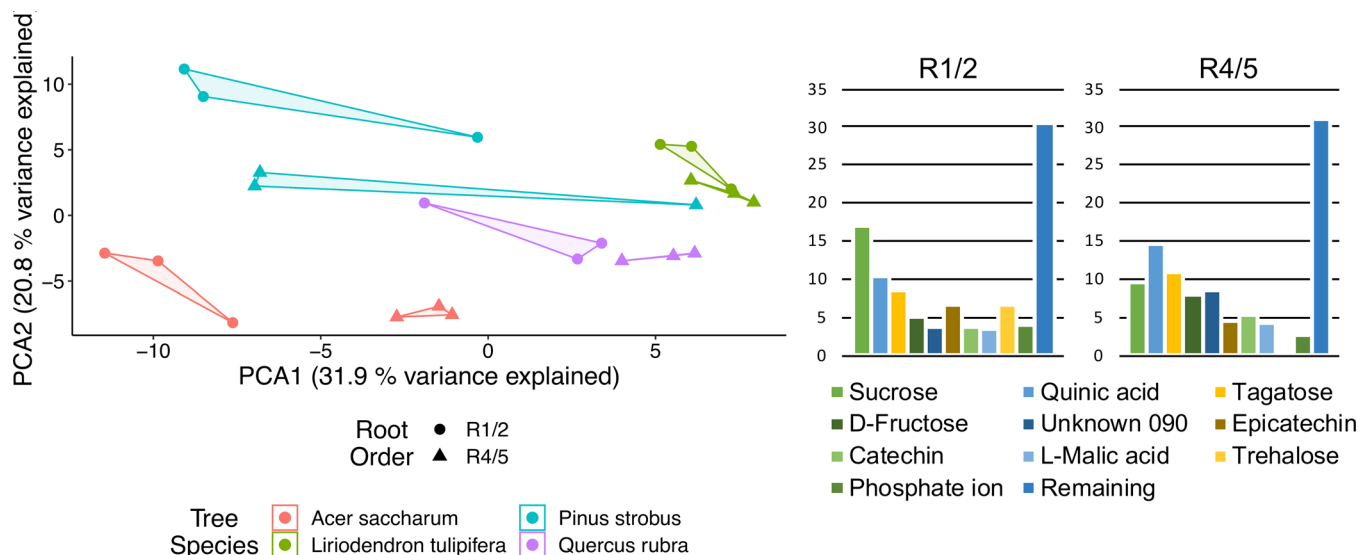 PCA2 (20.8 % variance explained)
10
5
0
−5
−10
−5
0
5
PCA1 (31.9 % variance explained)
Root Order
R1/2
R4/5
Tree Species
Acer saccharum
Pinus strobus
Liriodendron tulipifera
Quercus rubra
R1/2
35
30
25
20
15
10
5
0
R4/5
35
30
25
20
15
10
5
0
Sucrose
Quinic acid
Tagatose
D-Fructose
Unknown 090
Epicatechin
Catechin
L-Malic acid
Trehalose
Phosphate ion
Remaining